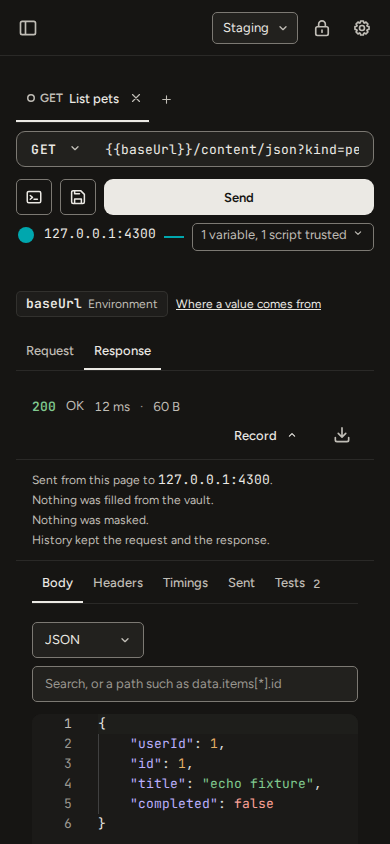 Staging
GET List pets
GET {{baseUrl}}/content/json?kind=pe
Send
127.0.0.1:4300 1 variable, 1 script trusted
baseUrl Environment Where a value comes from
Request Response
200 OK 12 ms · 60 B
Record
Sent from this page to 127.0.0.1:4300.
Nothing was filled from the vault.
Nothing was masked.
History kept the request and the response.
Body Headers Timings Sent Tests 2
JSON
Search, or a path such as data.items[*].id
1 {
2 "userId": 1,
3 "id": 1,
4 "title": "echo fixture",
5 "completed": false
6 }